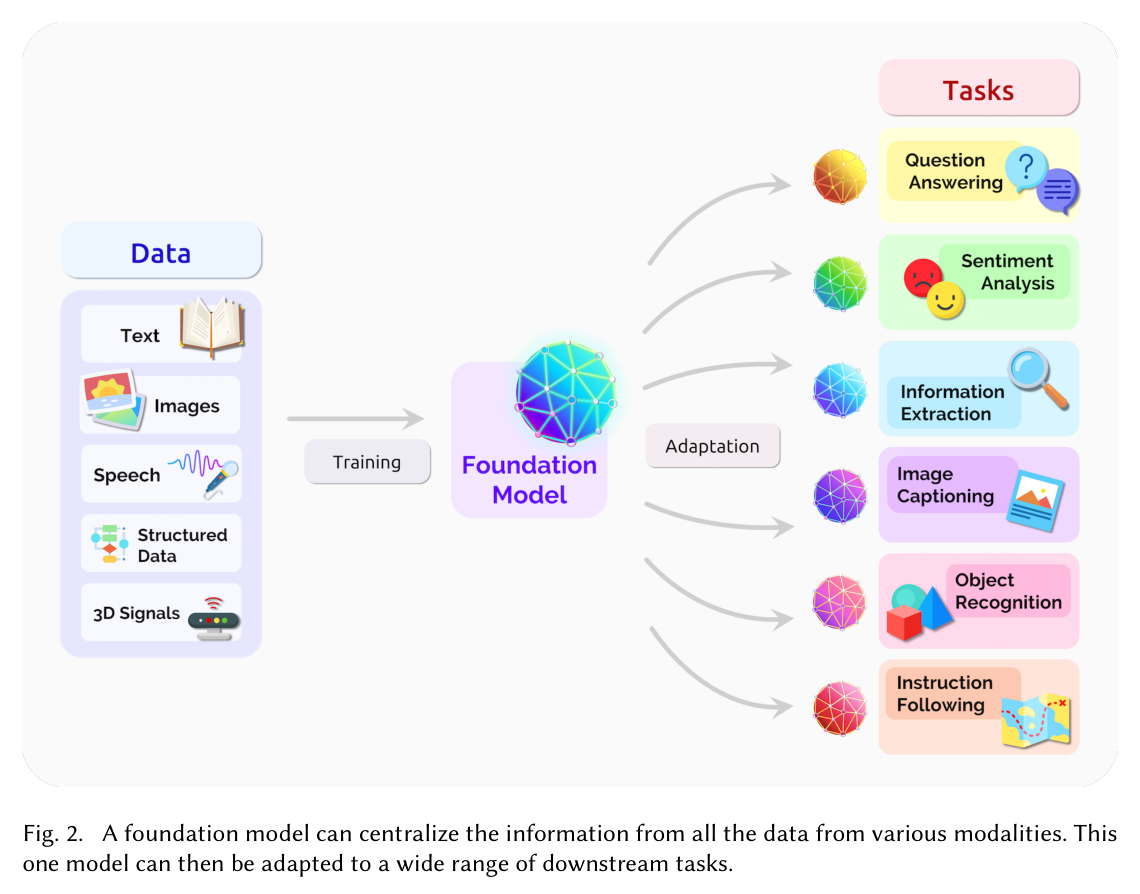 Data
Text
Images
Speech
Structured
Data
3D Signals
Training
Foundation
Model
Adaptation
Tasks
Question
Answering
?
Sentiment
Analysis
Information
Extraction
Image
Captioning
Object
Recognition
Instruction
Following
Fig. 2. A foundation model can centralize the information from all the data from various modalities. This
one model can then be adapted to a wide range of downstream tasks.